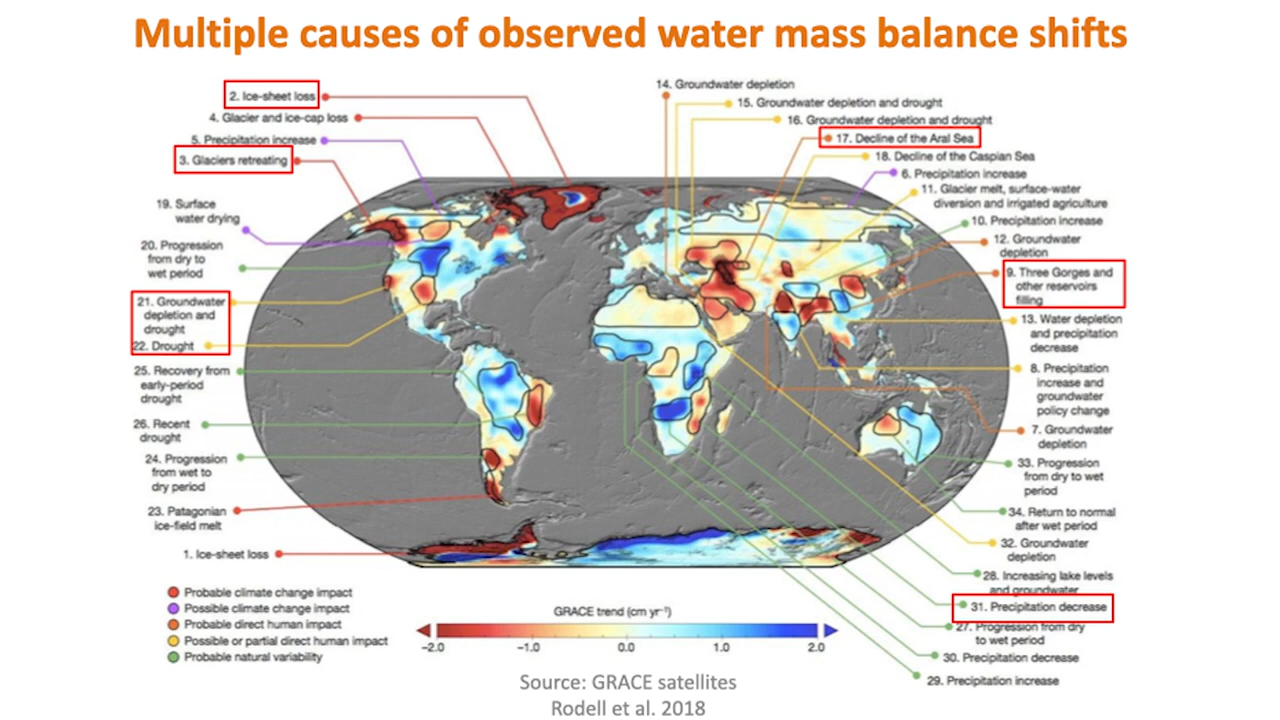 Multiple causes of observed water mass balance shifts
2. Ice-sheet loss
4. Glacier and ice-cap loss
5. Precipitation increase
3. Glaciers retreating
19. Surface
water drying
20. Progression
from dry to
wet period
21. Groundwater
depletion and
drought
22. Drought
25. Recovery from
early-period
drought
26. Recent
drought
24. Progression
from wet to
dry period
23. Patagonian
ice-field melt
1. Ice-sheet loss
14. Groundwater depletion
15. Groundwater depletion and drought
16. Groundwater depletion and drought
17. Decline of the Aral Sea
18. Decline of the Caspian Sea
6. Precipitation increase
11. Glacier melt, surface-water
diversion and irrigated agriculture
10. Precipitation increase
12. Groundwater
depletion
9. Three Gorges and
other reservoirs
filling
13. Water depletion
and precipitation
decrease
8. Precipitation
increase and
groundwater
policy change
7. Groundwater
depletion
33. Progression
from dry to wet
period
34. Return to normal
after wet period
32. Groundwater
depletion
28. Increasing lake levels
and groundwater
31. Precipitation decrease
27. Progression from dry
to wet period
30. Precipitation decrease
29. Precipitation increase
Probable climate change impact
Possible climate change impact
Probable direct human impact
Possible or partial direct human impact
Probable natural variability
GRACE trend (cm yr⁻¹)
−2.0 −1.0 0.0 1.0 2.0
Source: GRACE satellites
Rodell et al. 2018